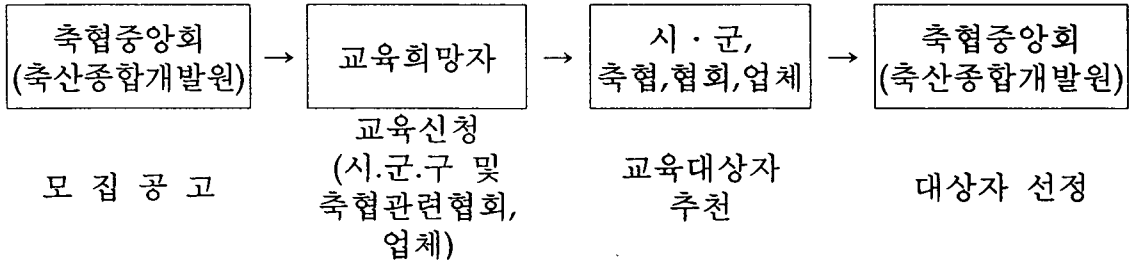 축협중앙회
(축산종합개발원)
→
교육희망자
→
시 · 군,
축협,협회,업체
→
축협중앙회
(축산종합개발원)
모 집 공 고
교육신청
(시.군.구 및
축협관련협회,
업체)
교육대상자
추천
대상자 선정